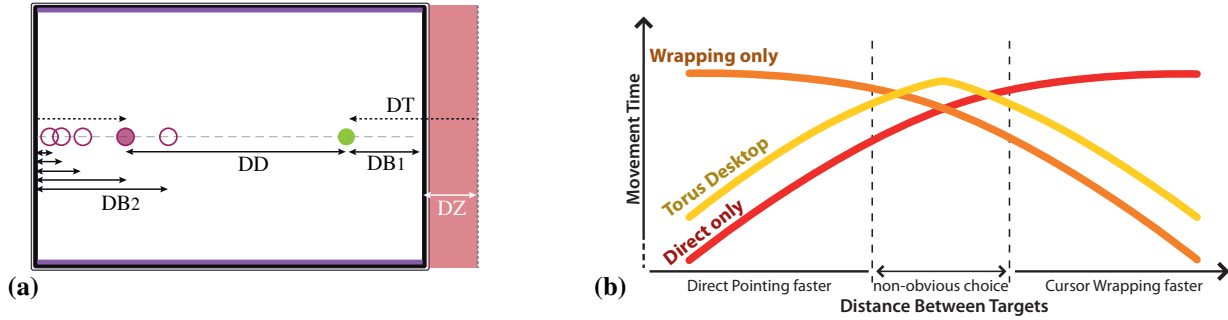 DT
DD
DB1
DB2
DZ
(a)
Movement Time
Wrapping only
Torus Desktop
Direct only
Direct Pointing faster
non-obvious choice
Cursor Wrapping faster
Distance Between Targets
(b)